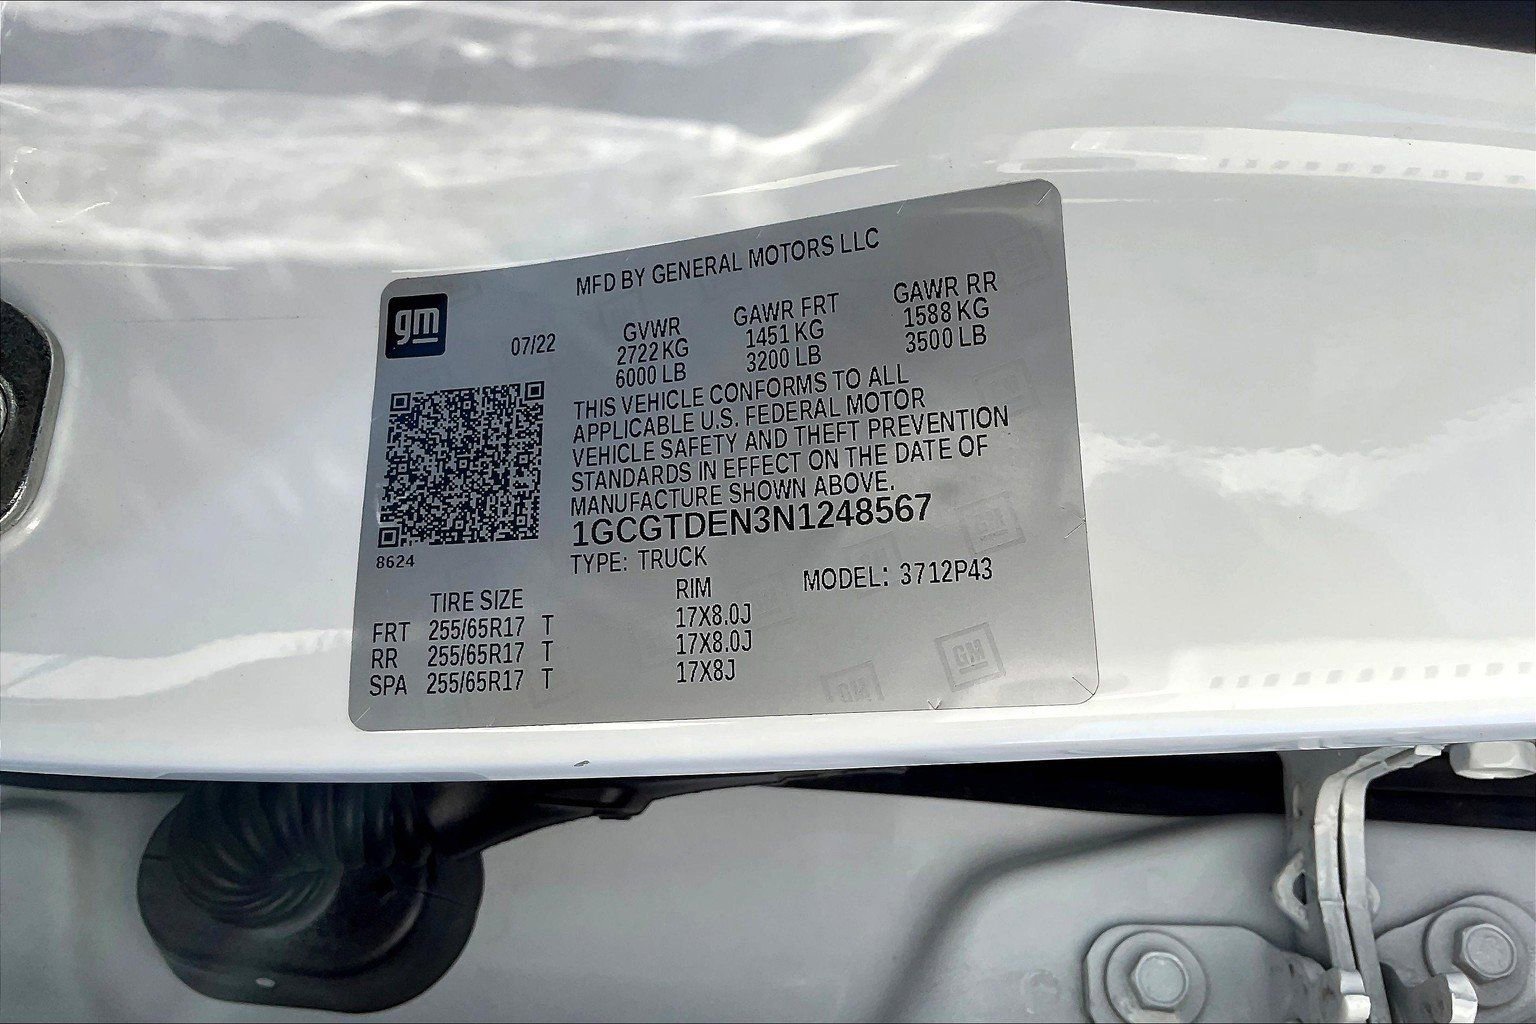 MFD BY GENERAL MOTORS LLC
gm
07/22
GVWR
2722 KG
6000 LB
GAWR FRT
1451 KG
3200 LB
GAWR RR
1588 KG
3500 LB
THIS VEHICLE CONFORMS TO ALL
APPLICABLE U.S. FEDERAL MOTOR
VEHICLE SAFETY AND THEFT PREVENTION
STANDARDS IN EFFECT ON THE DATE OF
MANUFACTURE SHOWN ABOVE.
1GCGTDEN3N1248567
8624
TYPE: TRUCK
MODEL: 3712P43
TIRE SIZE RIM
FRT 255/65R17 T 17X8.0J
RR 255/65R17 T 17X8.0J
SPA 255/65R17 T 17X8J
GM
GM